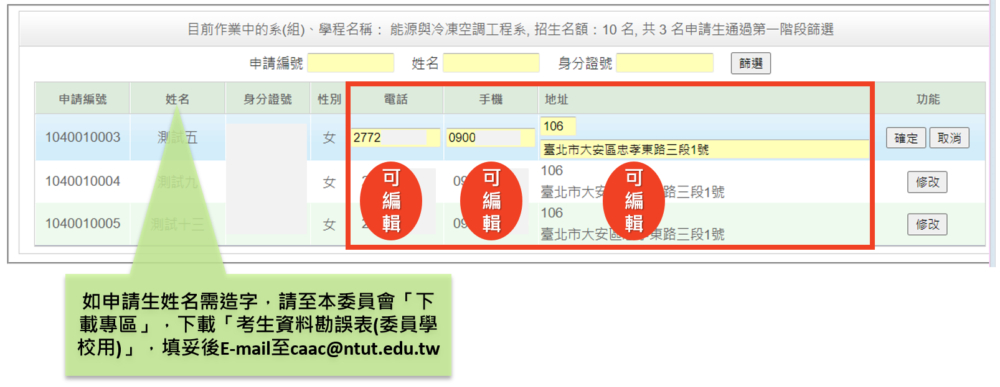 目前作業中的系(組)、學程名稱： 能源與冷凍空調工程系, 招生名額：10 名, 共 3 名申請生通過第一階段篩選
申請編號 姓名 身分證號 篩選
申請編號 姓名 身分證號 性別 電話 手機 地址 功能
1040010003 測試五 女 2772 0900 106 確定 取消
臺北市大安區忠孝東路三段1號
1040010004 測試九 女 106 修改
臺北市大安 路三段1號
1040010005 測試十三 女 106 修改
臺北市大安區 東路三段1號
可編輯
可編輯
可編輯
如申請生姓名需造字，請至本委員會「下
載專區」，下載「考生資料勘誤表(委員學
校用)」，填妥後E-mail至caac@ntut.edu.tw